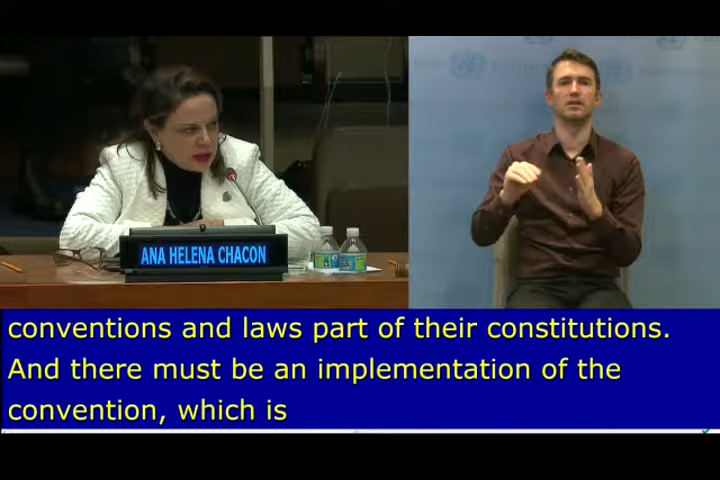 ANA HELENA CHACON
conventions and laws part of their constitutions.
And there must be an implementation of the
convention, which is